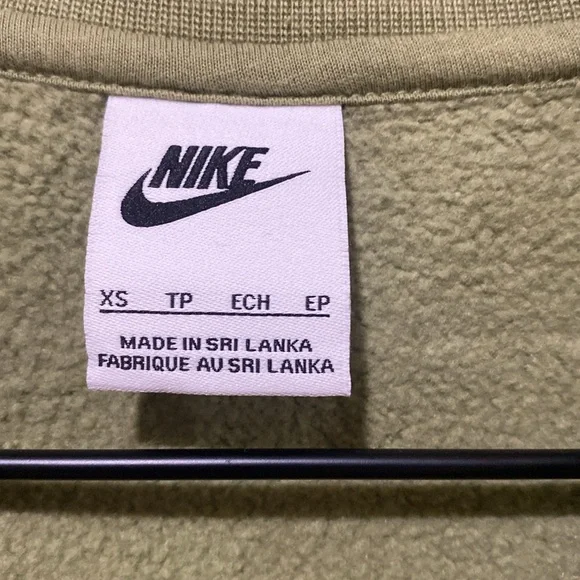 NIKE
XS TP ECH EP
MADE IN SRI LANKA
FABRIQUE AU SRI LANKA